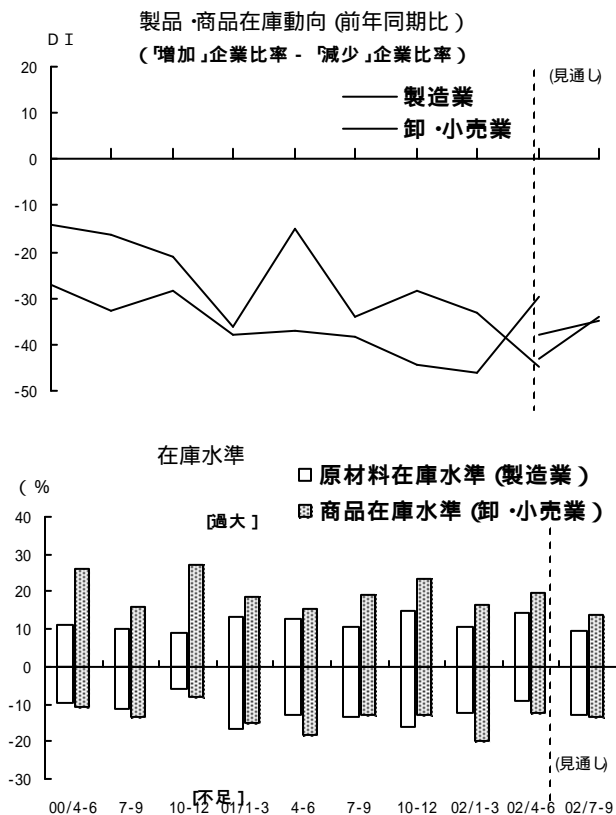 製品・商品在庫動向(前年同期比)
DI
(「増加」企業比率 - 「減少」企業比率)
20
(見通し)
製造業
10
卸・小売業
0
-10
-20
-30
-40
-50
在庫水準
原材料在庫水準(製造業)
(%
[過大]
商品在庫水準(卸・小売業)
40
30
20
10
0
-10
-20
(見通し)
-30
[不足]
00/4-6 7-9 10-12 01/1-3 4-6 7-9 10-12 02/1-3 02/4-6 02/7-9